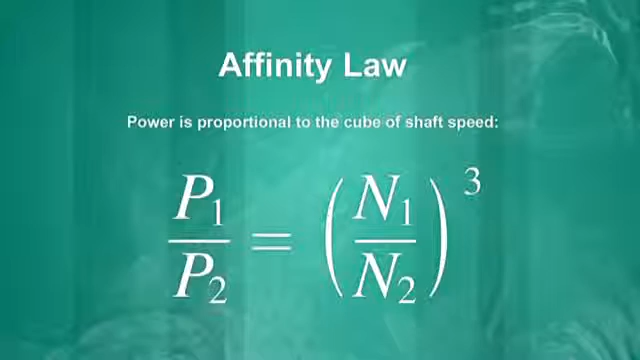 Affinity Law
Power is proportional to the cube of shaft speed:
P₁/P₂ = (N₁/N₂)³